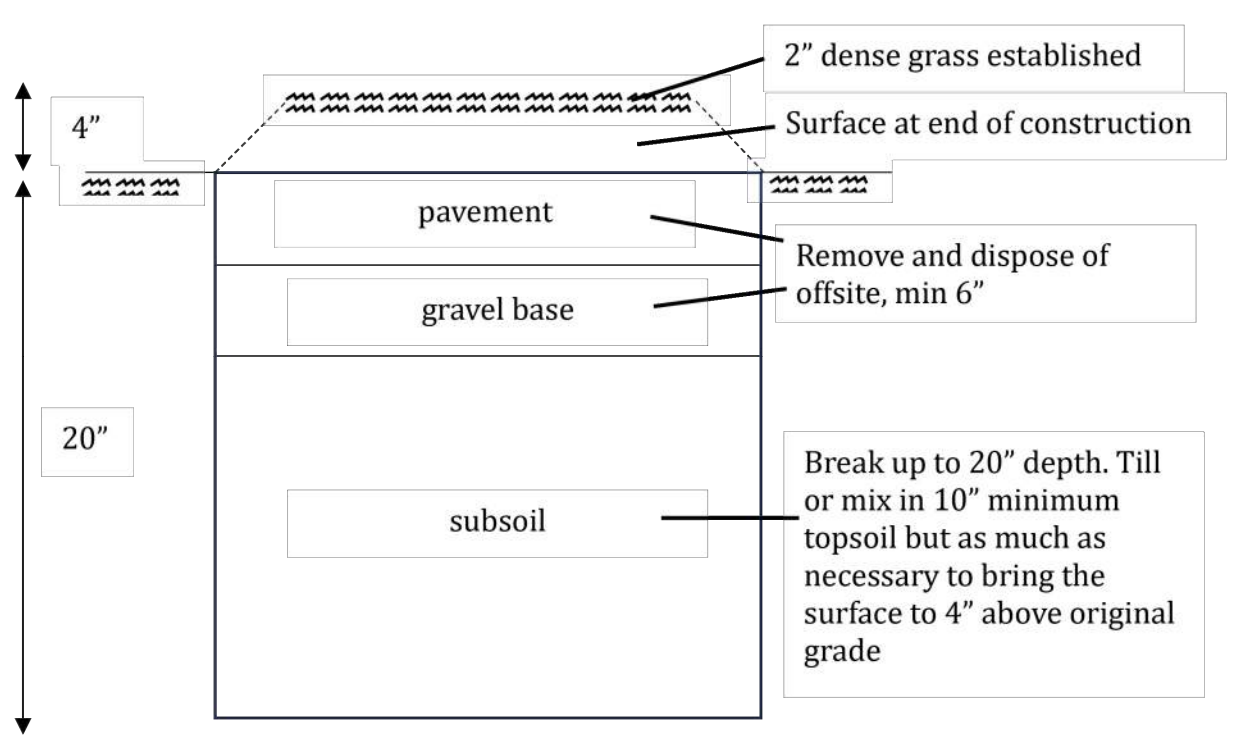 2” dense grass established
4”
Surface at end of construction
pavement
Remove and dispose of
offsite, min 6”
gravel base
20”
Break up to 20” depth. Till
or mix in 10” minimum
topsoil but as much as
necessary to bring the
surface to 4” above original
grade
subsoil